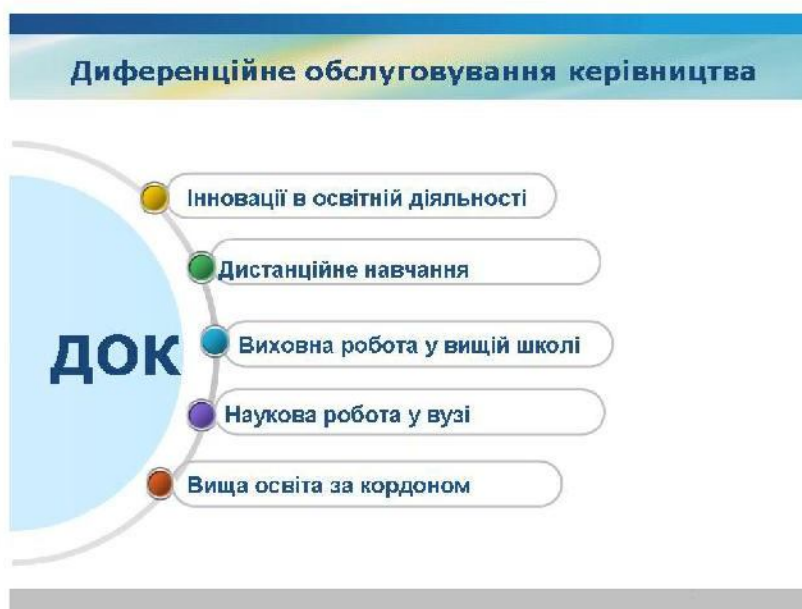 Диференційне обслуговування керівництва
Інновації в освітній діяльності
Дистанційне навчання
ДОК
Виховна робота у вищій школі
Наукова робота у вузі
Вища освіта за кордоном